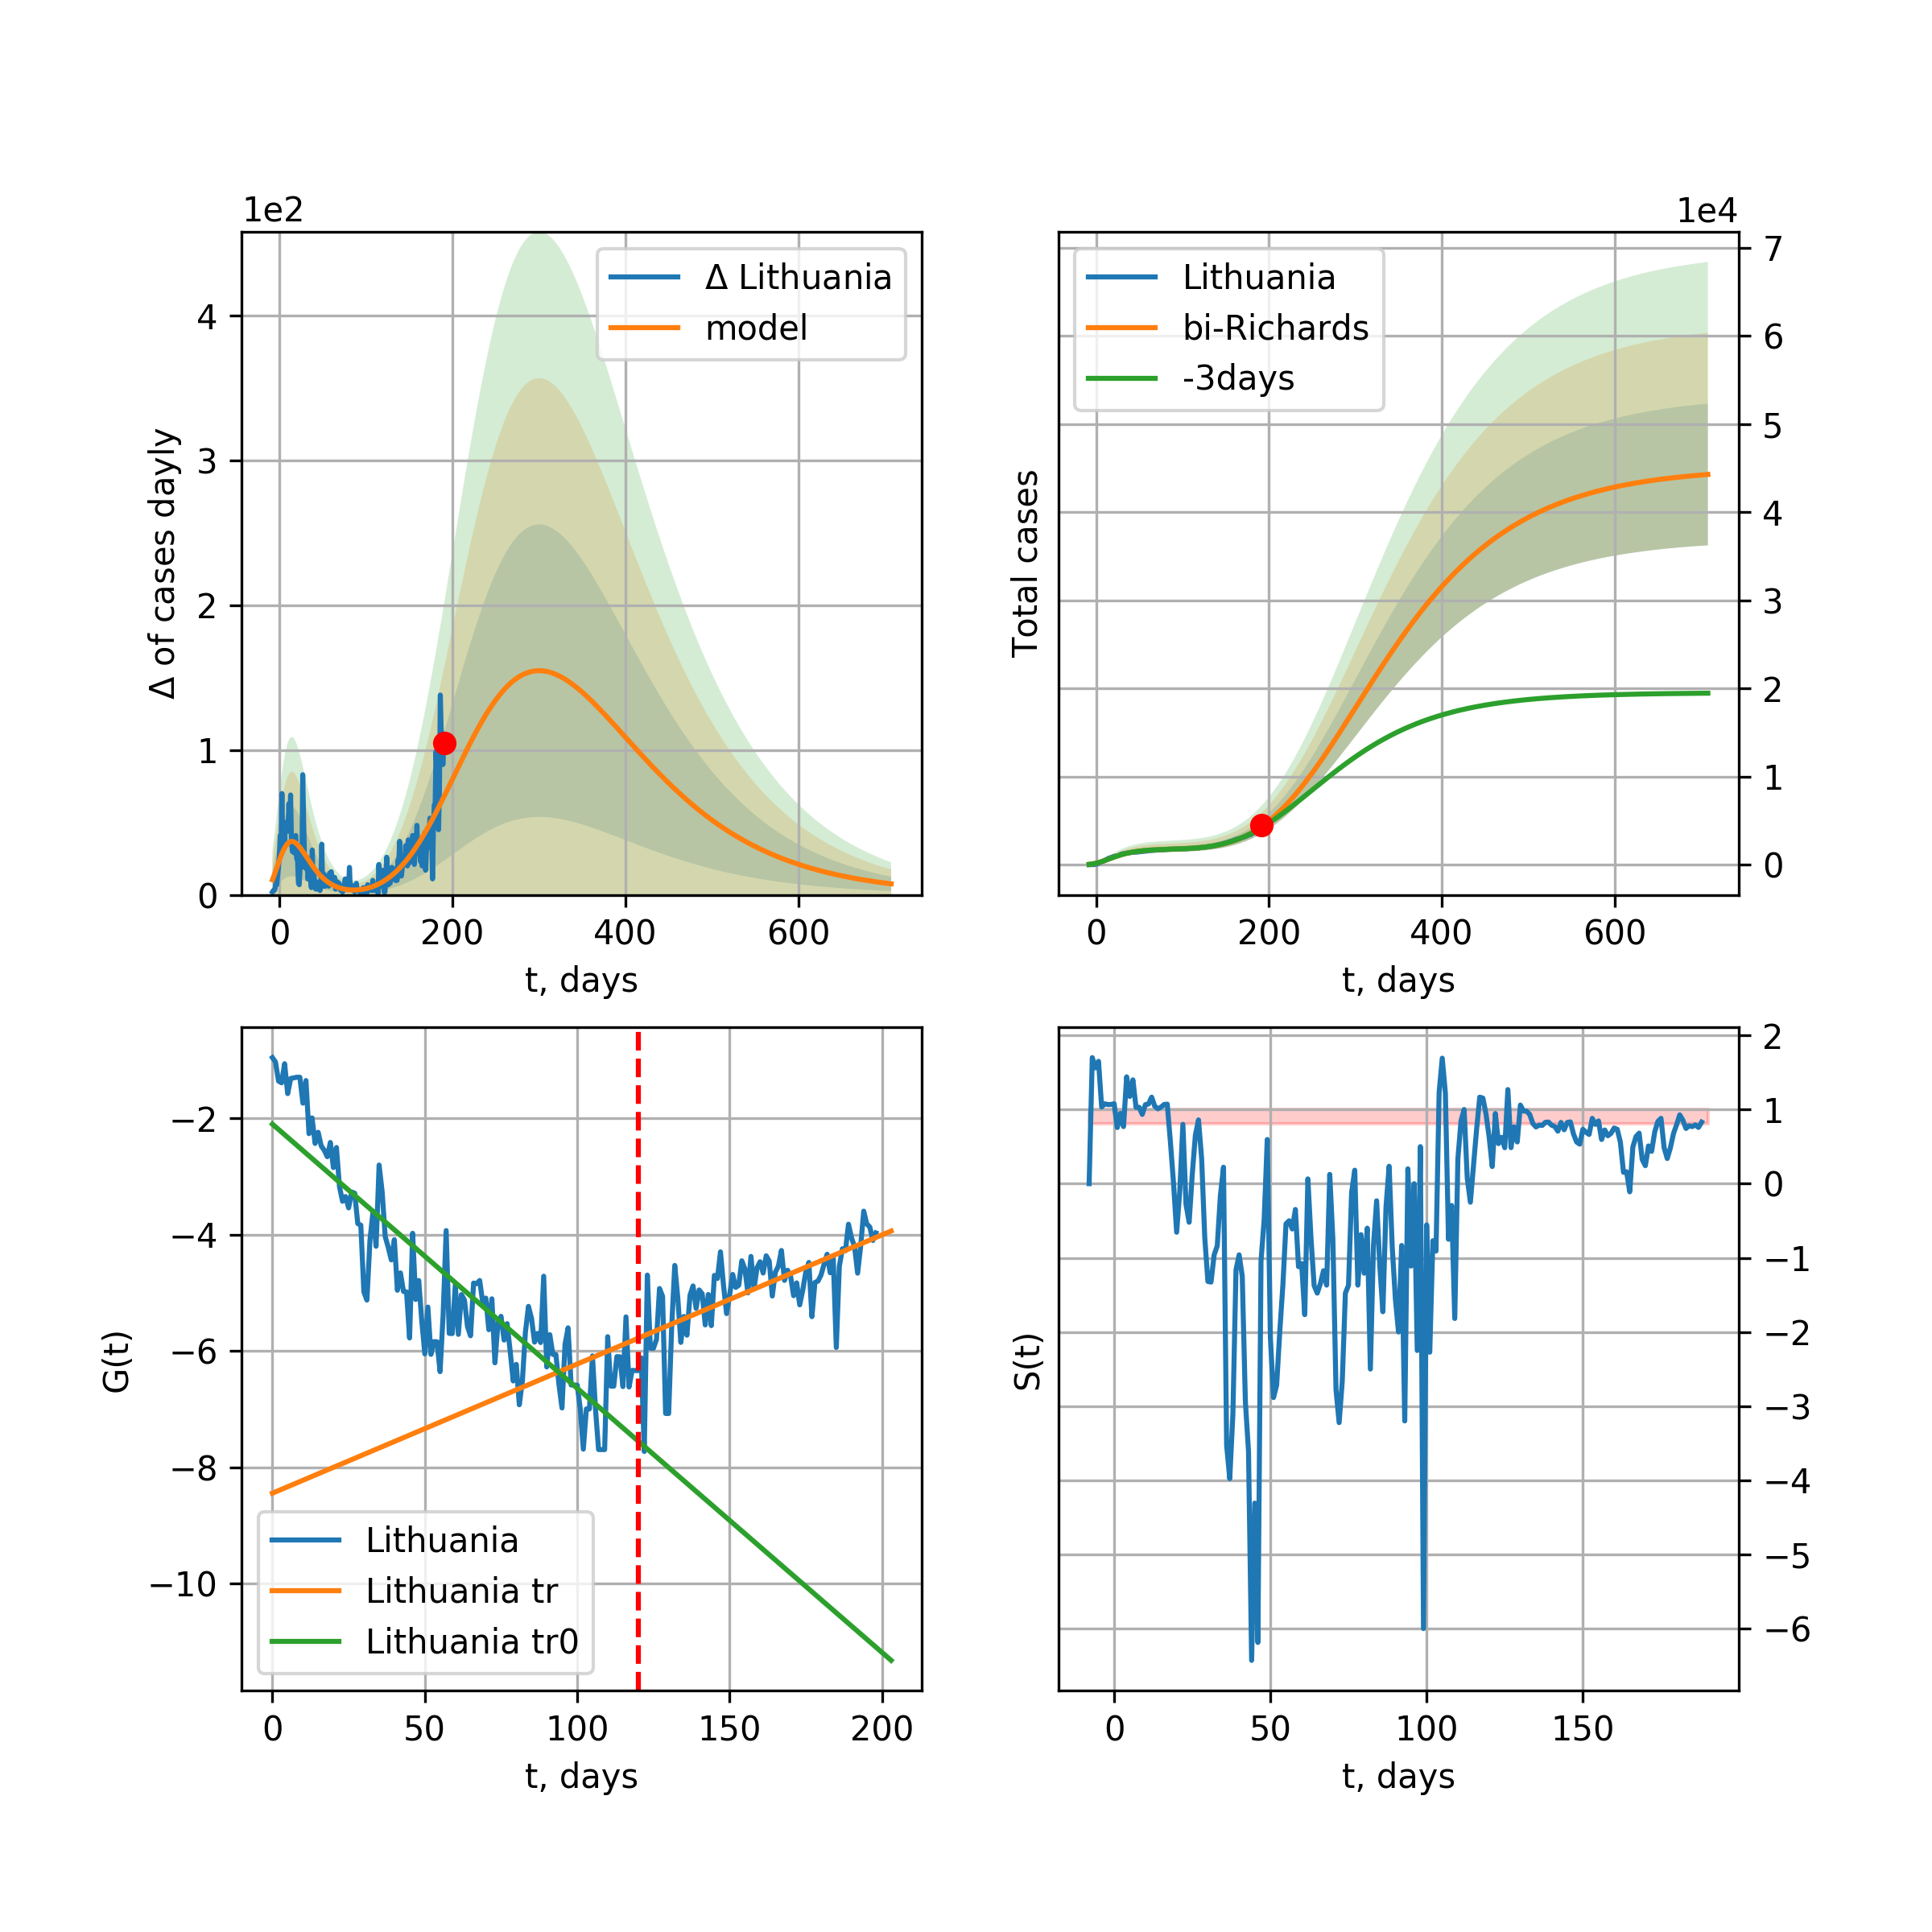 1e2
Δ of cases dayly
4
3
2
1
0
0 200 400 600
t, days
Δ Lithuania
model
1e4
Total cases
7
6
5
4
3
2
1
0
0 200 400 600
t, days
Lithuania
bi-Richards
-3days
G(t)
−2
−4
−6
−8
−10
0 50 100 150 200
t, days
Lithuania
Lithuania tr
Lithuania tr0
S(t)
2
1
0
−1
−2
−3
−4
−5
−6
0 50 100 150
t, days